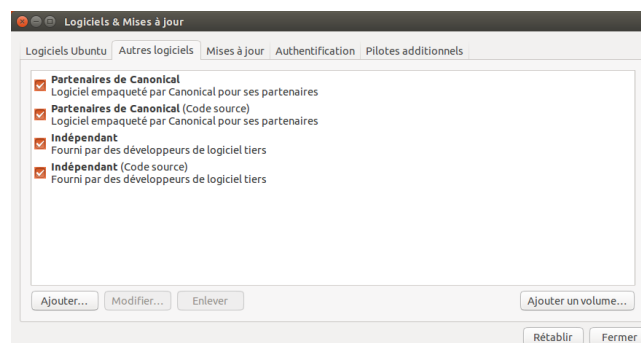 Logiciels & Mises à jour
Logiciels Ubuntu Autres logiciels Mises à jour Authentification Pilotes additionnels
Partenaires de Canonical
Logiciel empaqueté par Canonical pour ses partenaires
Partenaires de Canonical (Code source)
Logiciel empaqueté par Canonical pour ses partenaires
Indépendant
Fourni par des développeurs de logiciel tiers
Indépendant (Code source)
Fourni par des développeurs de logiciel tiers
Ajouter... Modifier... Enlever Ajouter un volume...
Rétablir Fermer